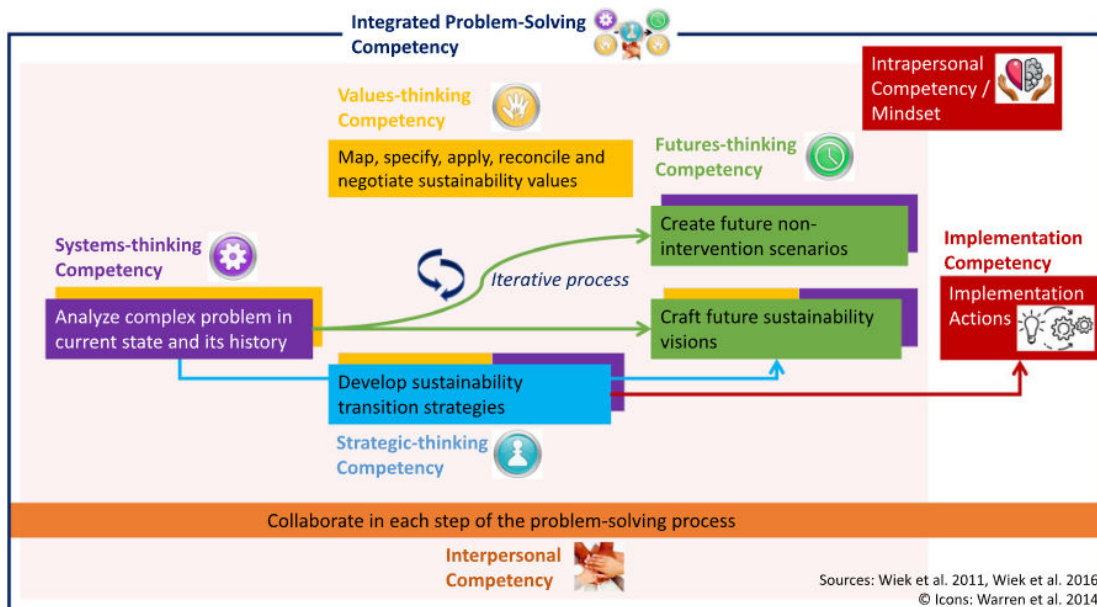 Integrated Problem-Solving
Competency
Intrapersonal
Competency /
Mindset
Values-thinking
Competency
Map, specify, apply, reconcile and
negotiate sustainability values
Futures-thinking
Competency
Create future non-
intervention scenarios
Systems-thinking
Competency
Iterative process
Implementation
Competency
Analyze complex problem in
current state and its history
Craft future sustainability
visions
Implementation
Actions
Develop sustainability
transition strategies
Strategic-thinking
Competency
Collaborate in each step of the problem-solving process
Interpersonal
Competency
Sources: Wiek et al. 2011, Wiek et al. 2016
© Icons: Warren et al. 2014